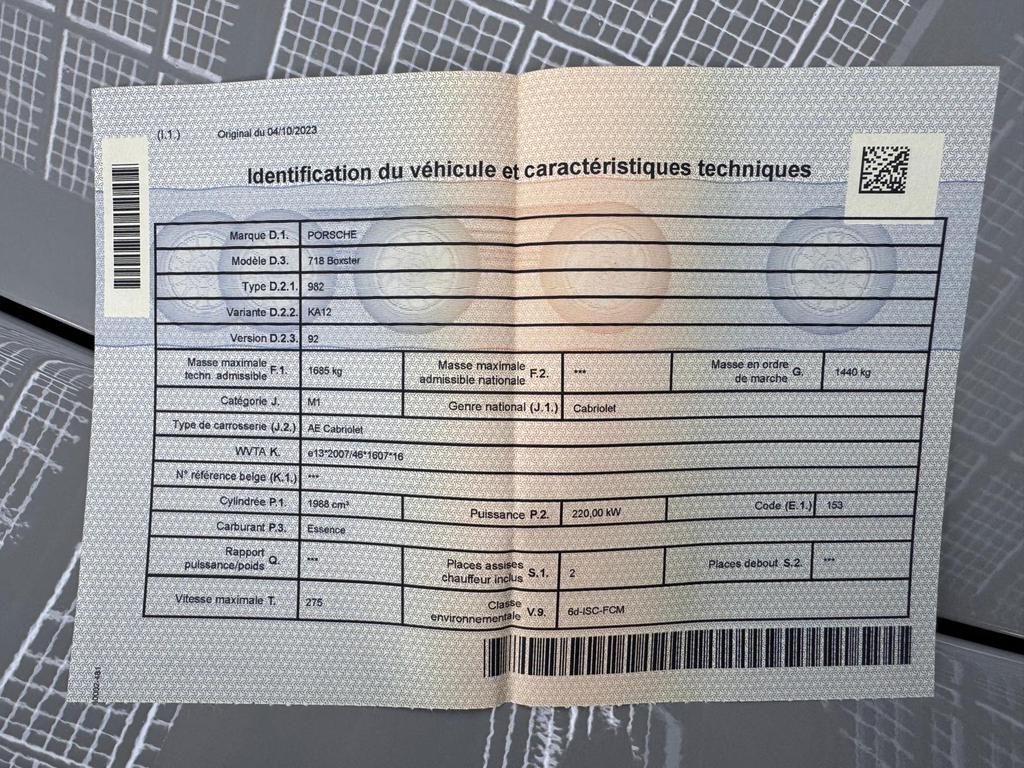 (I.1.) Original du 04/10/2023
Identification du véhicule et caractéristiques techniques
Marque D.1. PORSCHE
Modèle D.3. 718 Boxster
Type D.2.1. 982
Variante D.2.2. KA12
Version D.2.3. 92
Masse maximale techn. admissible F.1. 1685 kg Masse maximale admissible nationale F.2. *** Masse en ordre de marche G. 1440 kg
Catégorie J. M1 Genre national (J.1.) Cabriolet
Type de carrosserie (J.2.) AE Cabriolet
WVTA K. e13*2007/46*1607*16
N° référence belge (K.1.) ***
Cylindrée P.1. 1988 cm³ Puissance P.2. 220,00 kW Code (E.1.) 153
Carburant P.3. Essence
Rapport puissance/poids Q. *** Places assises chauffeur inclus S.1. 2 Places debout S.2. ***
Vitesse maximale T. 275 Classe environnementale V.9. 6d-ISC-FCM